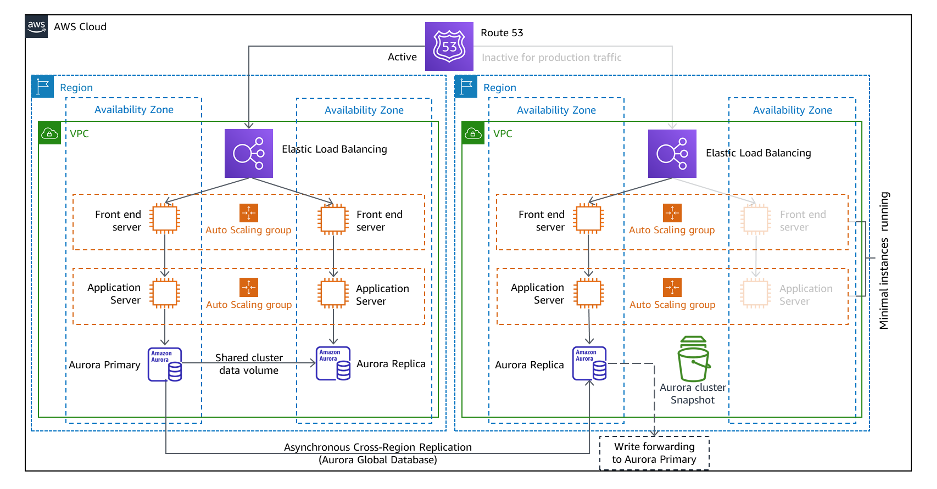 aws
AWS Cloud
53
Route 53
Active
Inactive for production traffic
Region
Availability Zone
Availability Zone
VPC
Elastic Load Balancing
Front end
server
Auto Scaling group
Front end
server
Application
Server
Auto Scaling group
Application
Server
Aurora Primary
Amazon
Aurora
Shared cluster
data volume
Amazon
Aurora
Aurora Replica
Region
Availability Zone
Availability Zone
VPC
Elastic Load Balancing
Front end
server
Auto Scaling group
Front end
server
Application
Server
Auto Scaling group
Application
Server
Minimal instances running
Aurora Replica
Amazon
Aurora
Aurora cluster
Snapshot
Asynchronous Cross-Region Replication
(Aurora Global Database)
Write forwarding
to Aurora Primary